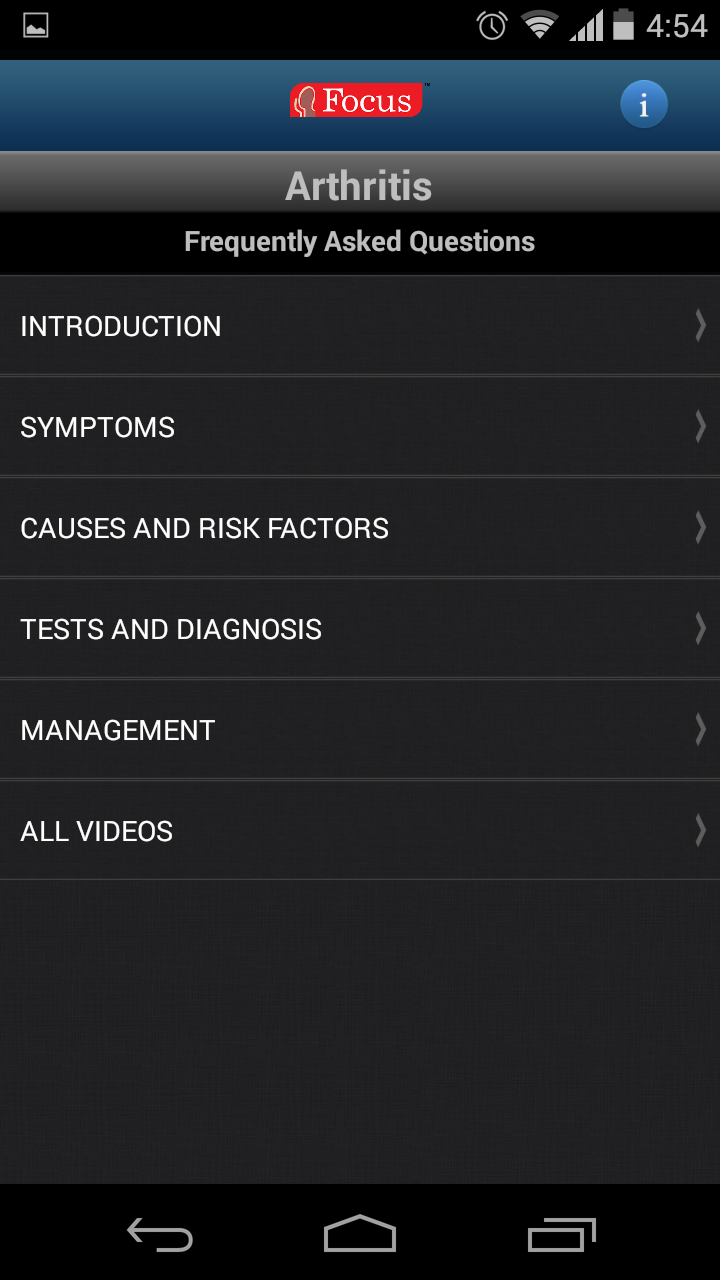 4:54
Focus™
i
Arthritis
Frequently Asked Questions
INTRODUCTION
SYMPTOMS
CAUSES AND RISK FACTORS
TESTS AND DIAGNOSIS
MANAGEMENT
ALL VIDEOS